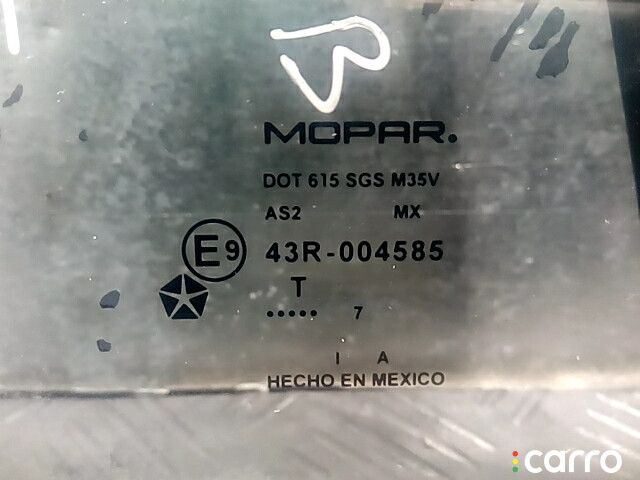 MOPAR.
DOT 615 SGS M35V
AS2 MX
E9 43R-004585
T
..... 7
I A
HECHO EN MEXICO
carro